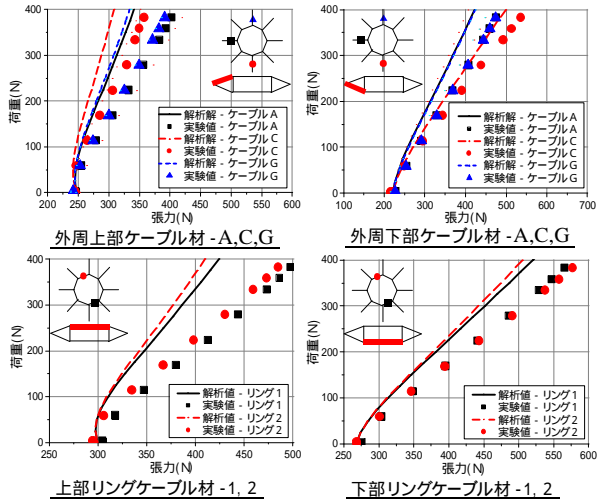 荷重(N)
400
300
200
100
0
解析解 - ケーブル A
実験値 - ケーブル A
解析解 - ケーブル C
実験値 - ケーブル C
解析解 - ケーブル G
実験値 - ケーブル G
100 150 200 250 300 350 400 450 500 550 600
張力(N)
外周上部ケーブル材 -A,C,G
荷重(N)
400
300
200
100
0
解析解 - ケーブル A
実験値 - ケーブル A
解析解 - ケーブル C
実験値 - ケーブル C
解析解 - ケーブル G
実験値 - ケーブル G
100 200 300 400 500 600 700
張力(N)
外周下部ケーブル材 -A,C,G
荷重(N)
400
300
200
100
0
解析値 - リング 1
実験値 - リング 1
解析値 - リング 2
実験値 - リング 2
200 250 300 350 400 450 500
張力(N)
上部リングケーブル材 -1, 2
荷重(N)
400
300
200
100
0
解析値 - リング 1
実験値 - リング 1
解析値 - リング 2
実験値 - リング 2
200 250 300 350 400 450 500 550 600
張力(N)
下部リングケーブル材 -1, 2